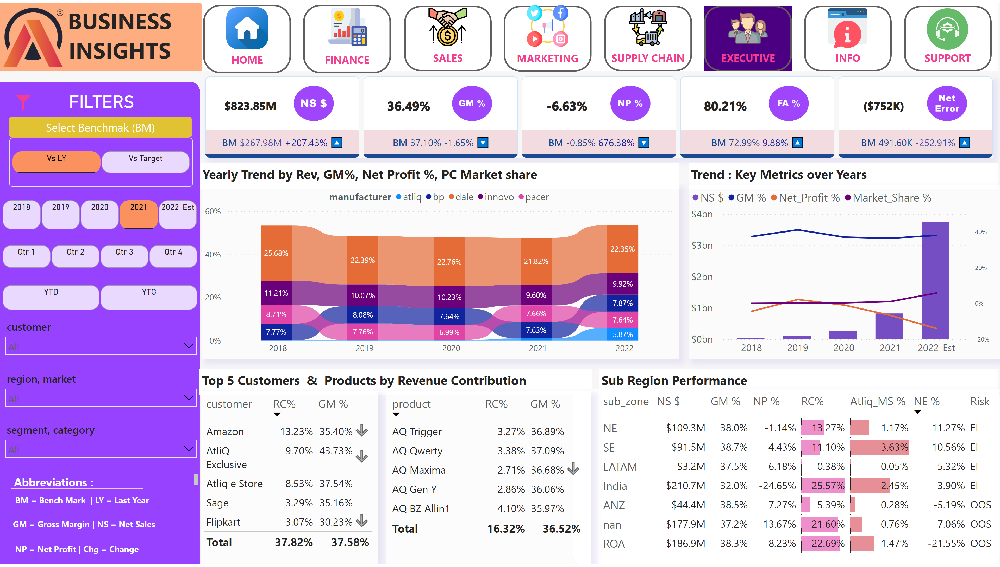 BUSINESS
INSIGHTS
®
HOME
FINANCE
SALES
MARKETING
SUPPLY CHAIN
EXECUTIVE
INFO
SUPPORT
FILTERS
Select Benchmak (BM)
Vs LY
Vs Target
2018 2019 2020 2021 2022_Est
Qtr 1 Qtr 2 Qtr 3 Qtr 4
YTD YTG
customer
All
region, market
All
segment, category
All
Abbreviations :
BM = Bench Mark | LY = Last Year
GM = Gross Margin | NS = Net Sales
NP = Net Profit | Chg = Change
$823.85M NS $
BM $267.98M +207.43%
36.49% GM %
BM 37.10% -1.65%
-6.63% NP %
BM -0.85% 676.38%
80.21% FA %
BM 72.99% 9.88%
($752K) Net Error
BM 491.60K -252.91%
Yearly Trend by Rev, GM%, Net Profit %, PC Market share
manufacturer atliq bp dale innovo pacer
60%
40%
20%
0%
25.68% 22.39% 22.76% 21.82% 22.35%
11.21% 10.07% 10.23% 9.60% 9.92%
8.71% 8.08% 7.64% 7.66% 7.87%
7.77% 7.76% 6.99% 7.63% 7.64%
5.87%
2018 2019 2020 2021 2022
Trend : Key Metrics over Years
NS $ GM % Net_Profit % Market_Share %
$4bn
$3bn
$2bn
$1bn
$0bn
40%
20%
0%
-20%
2018 2019 2020 2021 2022_Est
Top 5 Customers & Products by Revenue Contribution
customer RC% GM %
Amazon 13.23% 35.40%
AtliQ 9.70% 43.73%
Exclusive
Atliq e Store 8.53% 37.54%
Sage 3.29% 35.16%
Flipkart 3.07% 30.23%
Total 37.82% 37.58%
product RC% GM %
AQ Trigger 3.27% 36.89%
AQ Qwerty 3.38% 37.09%
AQ Maxima 2.71% 36.68%
AQ Gen Y 2.86% 36.06%
AQ BZ Allin1 4.10% 35.97%
Total 16.32% 36.52%
Sub Region Performance
sub_zone NS $ GM % NP % RC% Atliq_MS % NE % Risk
NE $109.3M 38.0% -1.14% 13.27% 1.17% 11.27% EI
SE $91.5M 38.7% 4.43% 11.10% 3.63% 10.56% EI
LATAM $3.2M 37.5% 6.18% 0.38% 0.05% 5.32% EI
India $210.7M 32.0% -24.65% 25.57% 2.45% 3.90% EI
ANZ $44.4M 38.5% 7.27% 5.39% 0.28% -5.19% OOS
nan $177.9M 37.2% -13.67% 21.60% 0.76% -7.06% OOS
ROA $186.9M 38.3% 8.23% 22.69% 1.47% -21.55% OOS